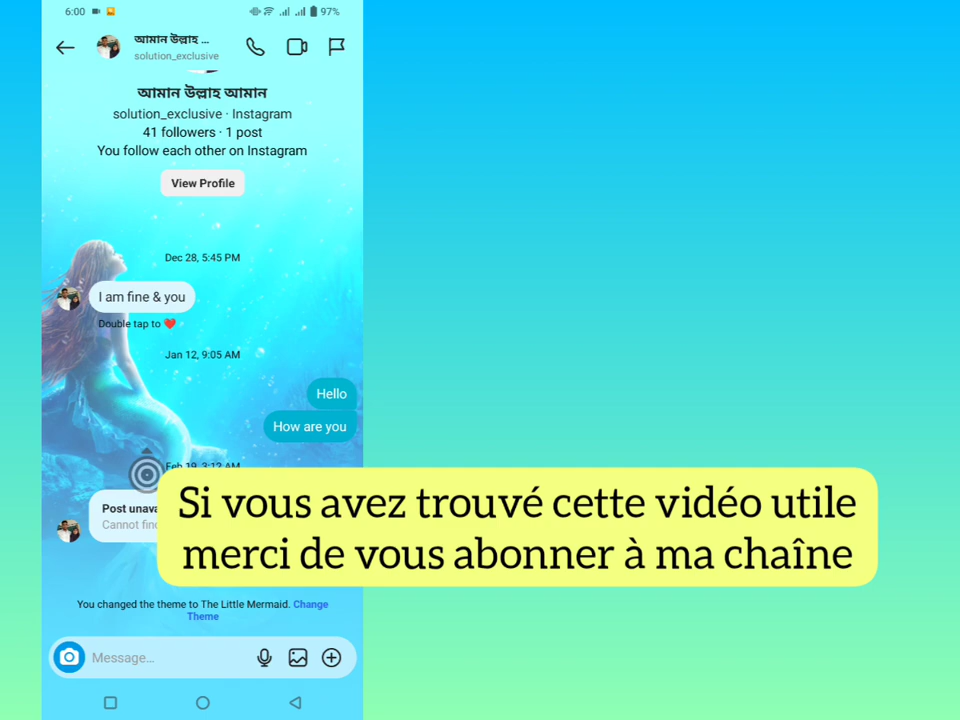 6:00
97%
আমান উল্লাহ ...
solution_exclusive
আমান উল্লাহ আমান
solution_exclusive · Instagram
41 followers · 1 post
You follow each other on Instagram
View Profile
Dec 28, 5:45 PM
I am fine & you
Double tap to ❤️
Jan 12, 9:05 AM
Hello
How are you
Feb 19, 3:12 AM
Post unava
Cannot find
Si vous avez trouvé cette vidéo utile
merci de vous abonner à ma chaîne
You changed the theme to The Little Mermaid. Change
Theme
Message...